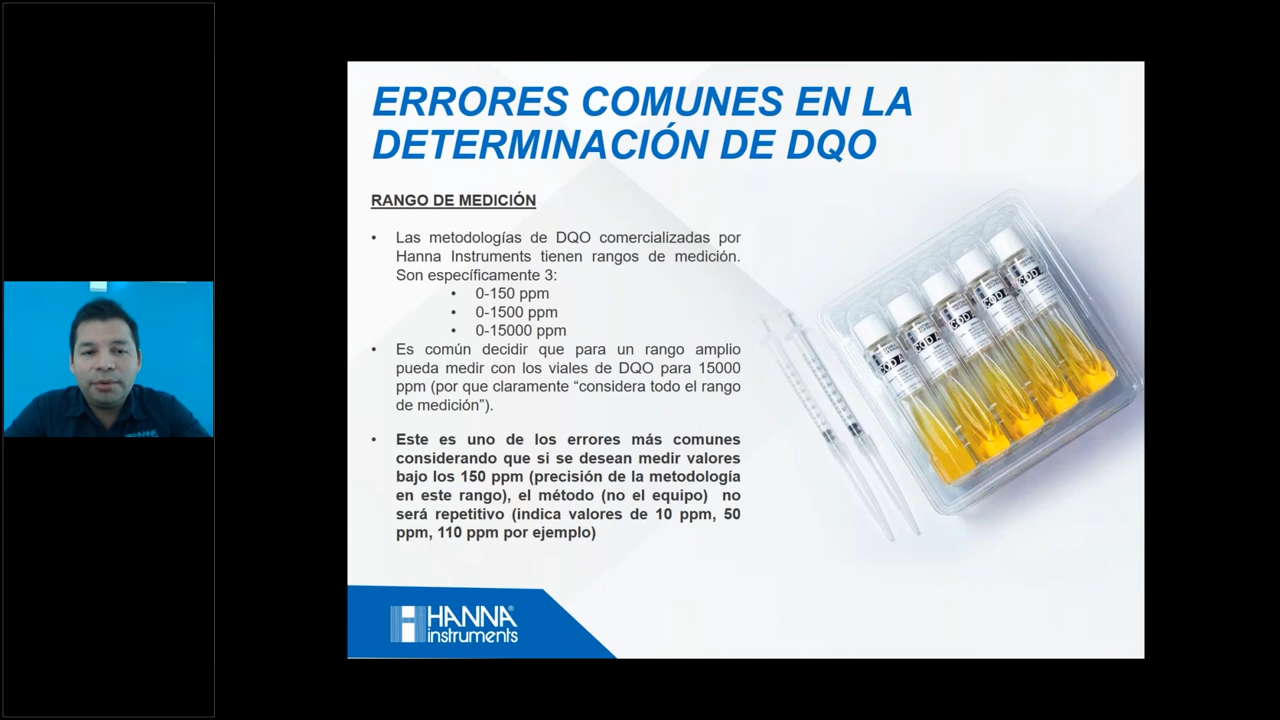 ERRORES COMUNES EN LA
DETERMINACIÓN DE DQO
RANGO DE MEDICIÓN
• Las metodologías de DQO comercializadas por
Hanna Instruments tienen rangos de medición.
Son específicamente 3:
• 0-150 ppm
• 0-1500 ppm
• 0-15000 ppm
• Es común decidir que para un rango amplio
pueda medir con los viales de DQO para 15000
ppm (por que claramente “considera todo el rango
de medición”).
• Este es uno de los errores más comunes
considerando que si se desean medir valores
bajo los 150 ppm (precisión de la metodología
en este rango), el método (no el equipo) no
será repetitivo (indica valores de 10 ppm, 50
ppm, 110 ppm por ejemplo)
HANNA®
instruments
COD
COD
COD
COD
COD